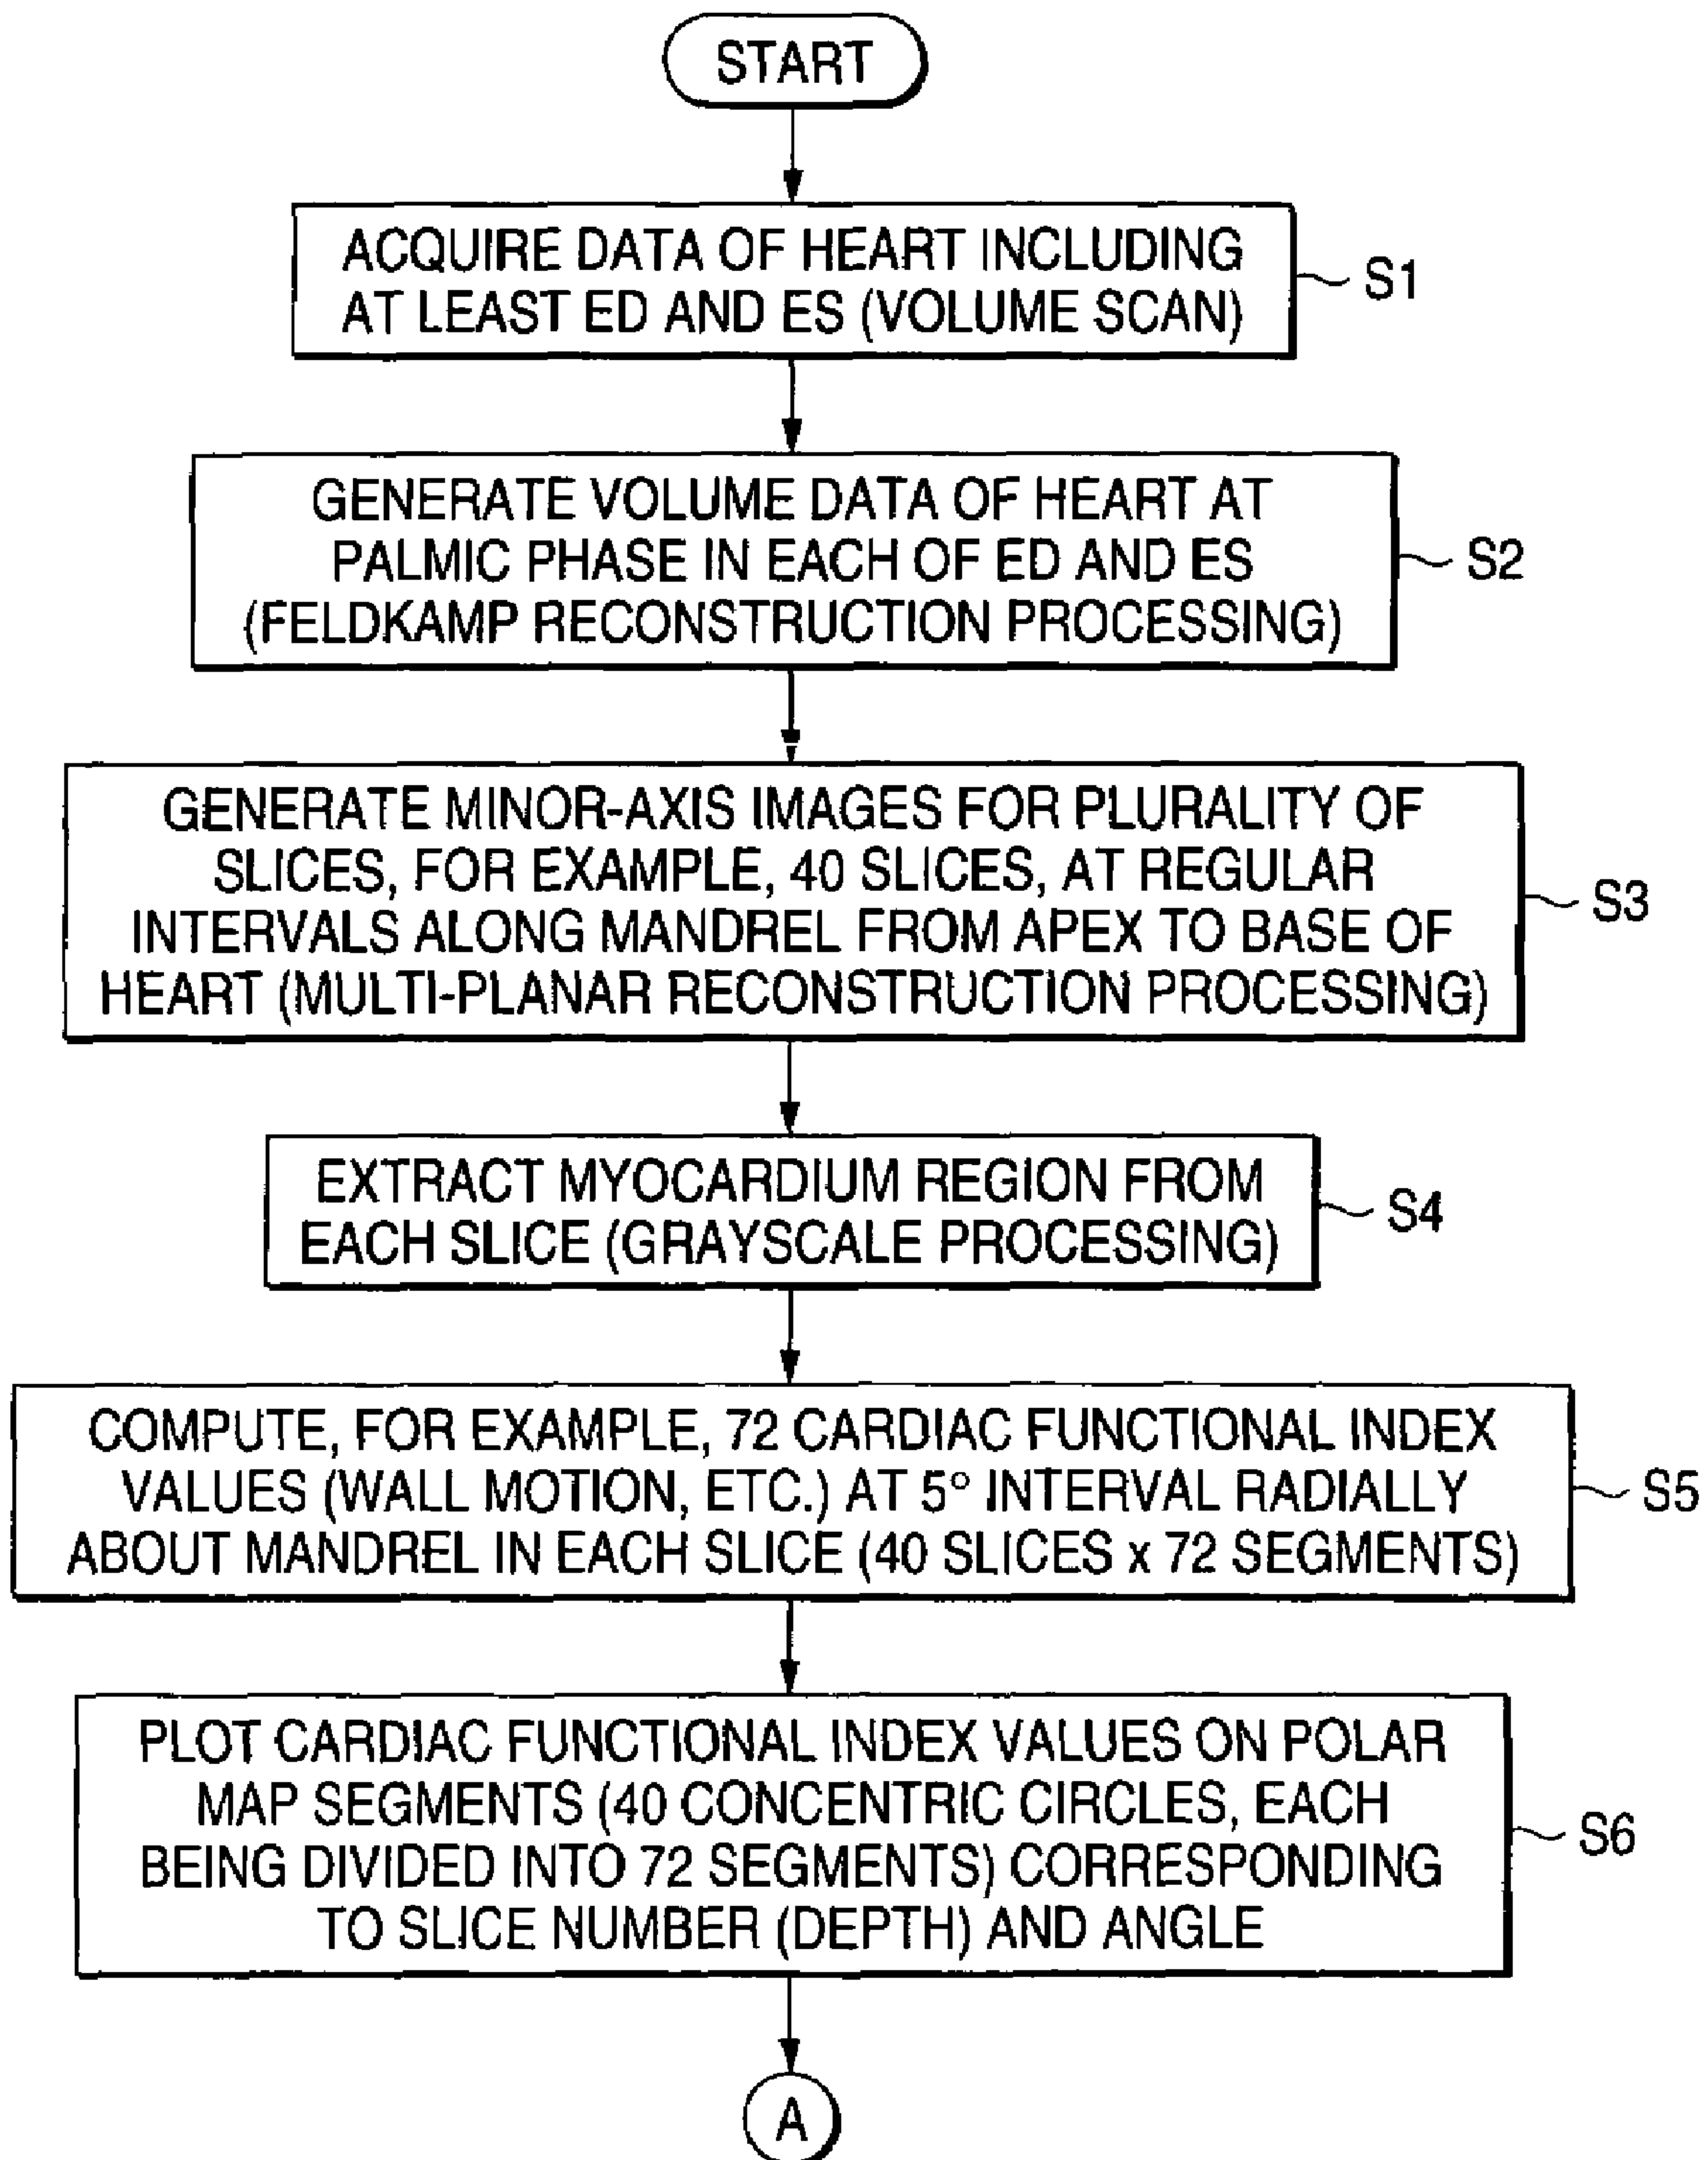 START
ACQUIRE DATA OF HEART INCLUDING
AT LEAST ED AND ES (VOLUME SCAN)
S1
GENERATE VOLUME DATA OF HEART AT
PALMIC PHASE IN EACH OF ED AND ES
(FELDKAMP RECONSTRUCTION PROCESSING)
S2
GENERATE MINOR-AXIS IMAGES FOR PLURALITY OF
SLICES, FOR EXAMPLE, 40 SLICES, AT REGULAR
INTERVALS ALONG MANDREL FROM APEX TO BASE OF
HEART (MULTI-PLANAR RECONSTRUCTION PROCESSING)
S3
EXTRACT MYOCARDIUM REGION FROM
EACH SLICE (GRAYSCALE PROCESSING)
S4
COMPUTE, FOR EXAMPLE, 72 CARDIAC FUNCTIONAL INDEX
VALUES (WALL MOTION, ETC.) AT 5° INTERVAL RADIALLY
ABOUT MANDREL IN EACH SLICE (40 SLICES x 72 SEGMENTS)
S5
PLOT CARDIAC FUNCTIONAL INDEX VALUES ON POLAR
MAP SEGMENTS (40 CONCENTRIC CIRCLES, EACH
BEING DIVIDED INTO 72 SEGMENTS) CORRESPONDING
TO SLICE NUMBER (DEPTH) AND ANGLE
S6
A